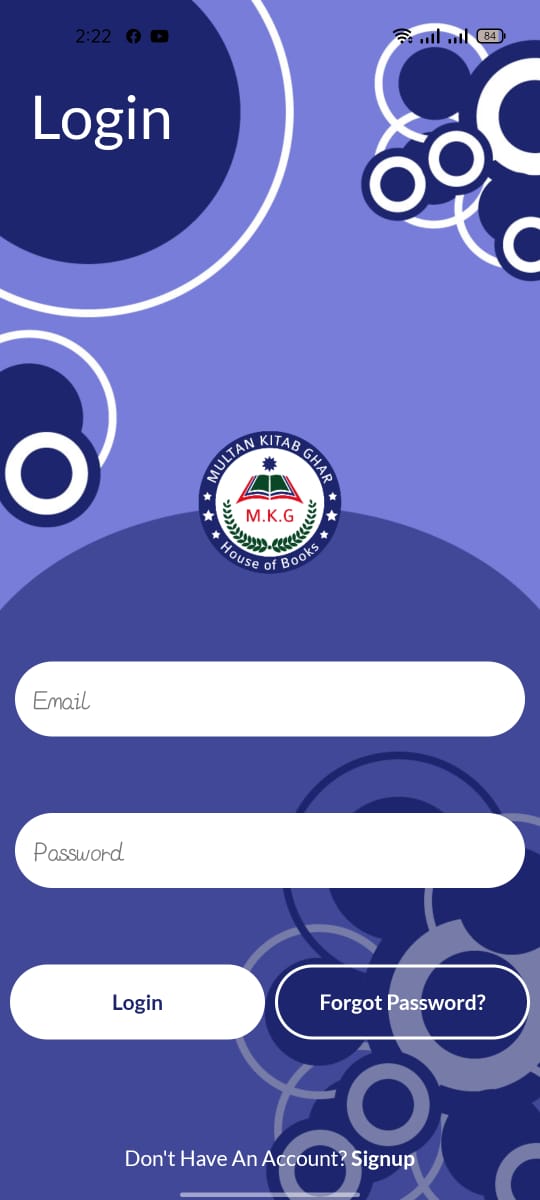 2:22
84
Login
MULTAN KITAB GHAR
M.K.G
House of Books
Email
Password
Login
Forgot Password?
Don't Have An Account? Signup